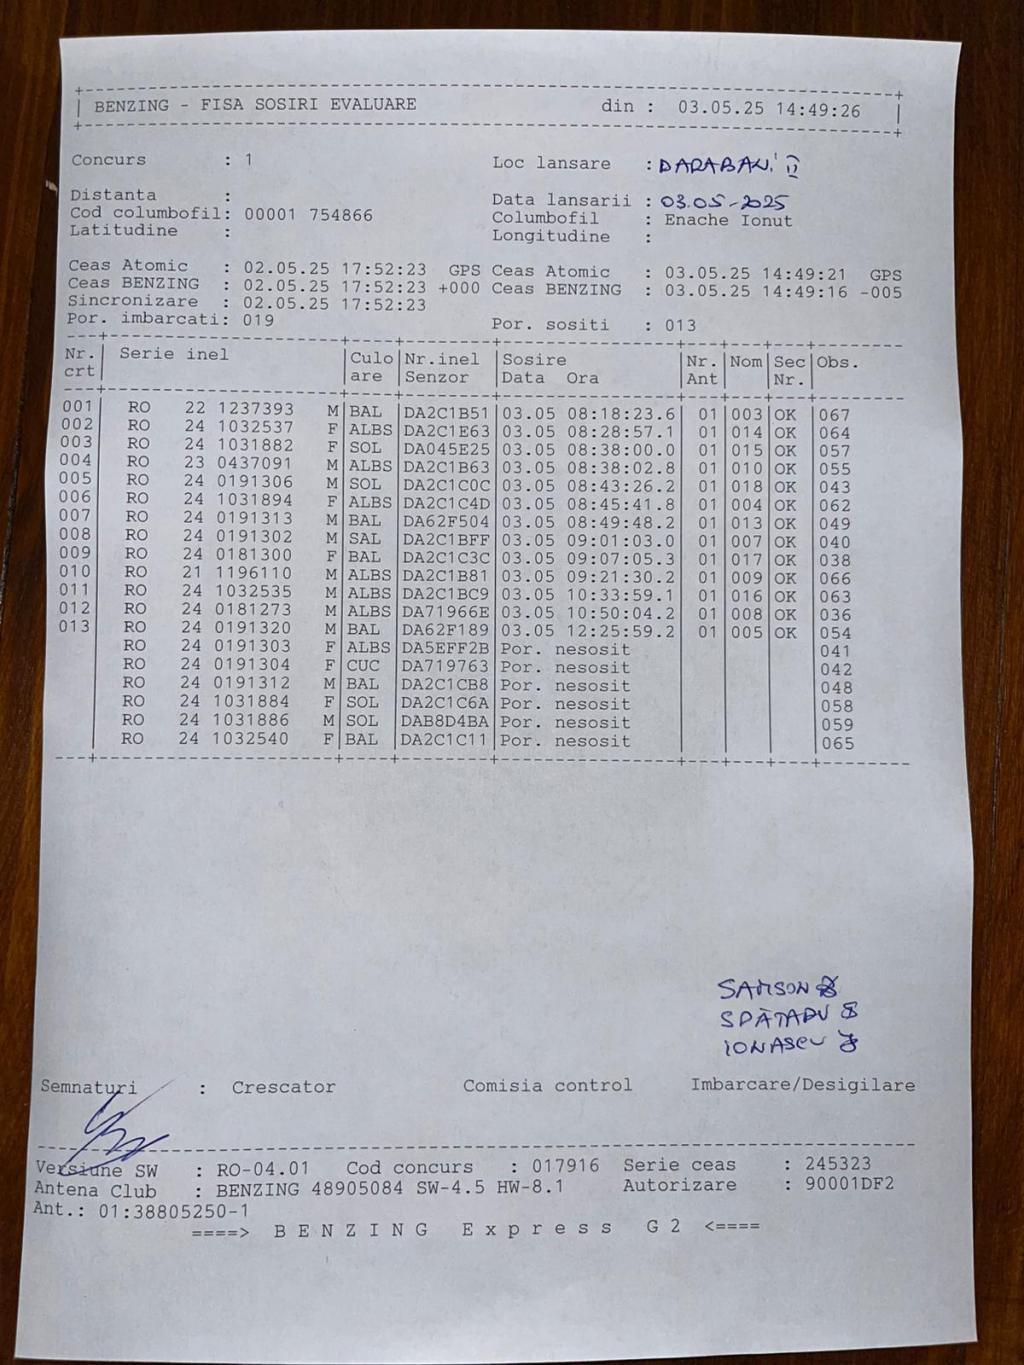 BENZING - FISA SOSIRI EVALUARE din : 03.05.25 14:49:26
Concurs : 1 Loc lansare : DARABANI II
Distanta : Data lansarii : 03.05-2025
Cod columbofil: 00001 754866 Columbofil : Enache Ionut
Latitudine : Longitudine :
Ceas Atomic : 02.05.25 17:52:23 GPS Ceas Atomic : 03.05.25 14:49:21 GPS
Ceas BENZING : 02.05.25 17:52:23 +000 Ceas BENZING : 03.05.25 14:49:16 -005
Sincronizare : 02.05.25 17:52:23
Por. imbarcati: 019 Por. sositi : 013
Nr. Serie inel Culo Nr.inel Sosire Nr. Nom Sec Obs.
crt are Senzor Data Ora Ant Nr.
001 RO 22 1237393 M BAL DA2C1B51 03.05 08:18:23.6 01 003 OK 067
002 RO 24 1032537 F ALBS DA2C1E63 03.05 08:28:57.1 01 014 OK 064
003 RO 24 1031882 F SOL DA045E25 03.05 08:38:00.0 01 015 OK 057
004 RO 23 0437091 M ALBS DA2C1B63 03.05 08:38:02.8 01 010 OK 055
005 RO 24 0191306 M SOL DA2C1C0C 03.05 08:43:26.2 01 018 OK 043
006 RO 24 1031894 F ALBS DA2C1C4D 03.05 08:45:41.8 01 004 OK 062
007 RO 24 0191313 M BAL DA62F504 03.05 08:49:48.2 01 013 OK 049
008 RO 24 0191302 M SAL DA2C1BFF 03.05 09:01:03.0 01 007 OK 040
009 RO 24 0181300 F BAL DA2C1C3C 03.05 09:07:05.3 01 017 OK 038
010 RO 21 1196110 M ALBS DA2C1B81 03.05 09:21:30.2 01 009 OK 066
011 RO 24 1032535 M ALBS DA2C1BC9 03.05 10:33:59.1 01 016 OK 063
012 RO 24 0181273 M ALBS DA71966E 03.05 10:50:04.2 01 008 OK 036
013 RO 24 0191320 M BAL DA62F189 03.05 12:25:59.2 01 005 OK 054
RO 24 0191303 F ALBS DA5EFF2B Por. nesosit 041
RO 24 0191304 F CUC DA719763 Por. nesosit 042
RO 24 0191312 M BAL DA2C1CB8 Por. nesosit 048
RO 24 1031884 F SOL DA2C1C6A Por. nesosit 058
RO 24 1031886 M SOL DAB8D4BA Por. nesosit 059
RO 24 1032540 F BAL DA2C1C11 Por. nesosit 065
SAMSON
SPĂTARU
IONASCU
Semnaturi : Crescator Comisia control Imbarcare/Desigilare
Versiune SW : RO-04.01 Cod concurs : 017916 Serie ceas : 245323
Antena Club : BENZING 48905084 SW-4.5 HW-8.1 Autorizare : 90001DF2
Ant.: 01:38805250-1
====> B E N Z I N G E x p r e s s G 2 <====